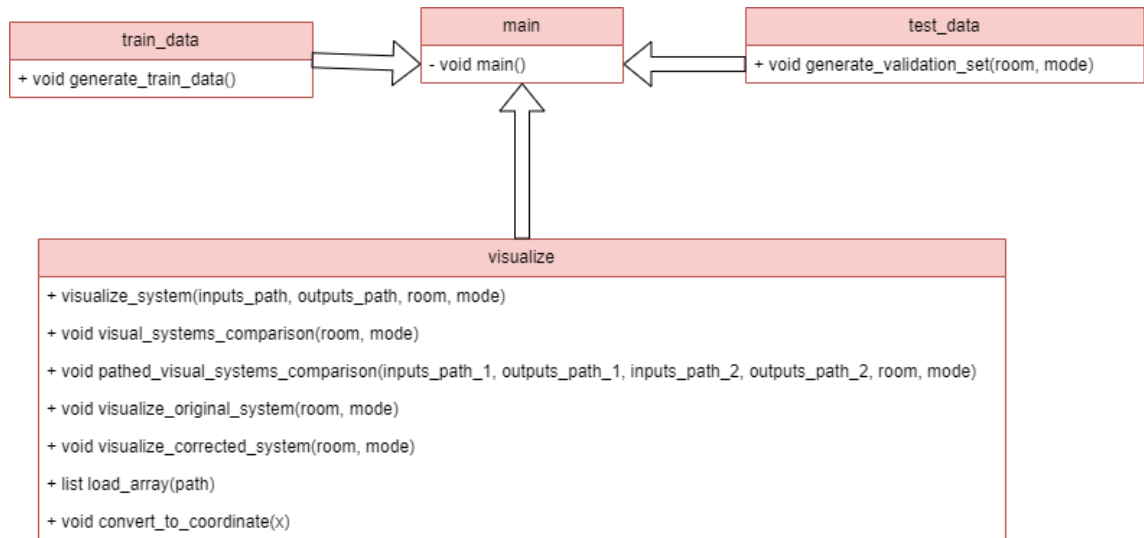 train_data
+ void generate_train_data()
main
- void main()
test_data
+ void generate_validation_set(room, mode)
visualize
+ visualize_system(inputs_path, outputs_path, room, mode)
+ void visual_systems_comparison(room, mode)
+ void pathed_visual_systems_comparison(inputs_path_1, outputs_path_1, inputs_path_2, outputs_path_2, room, mode)
+ void visualize_original_system(room, mode)
+ void visualize_corrected_system(room, mode)
+ list load_array(path)
+ void convert_to_coordinate(x)